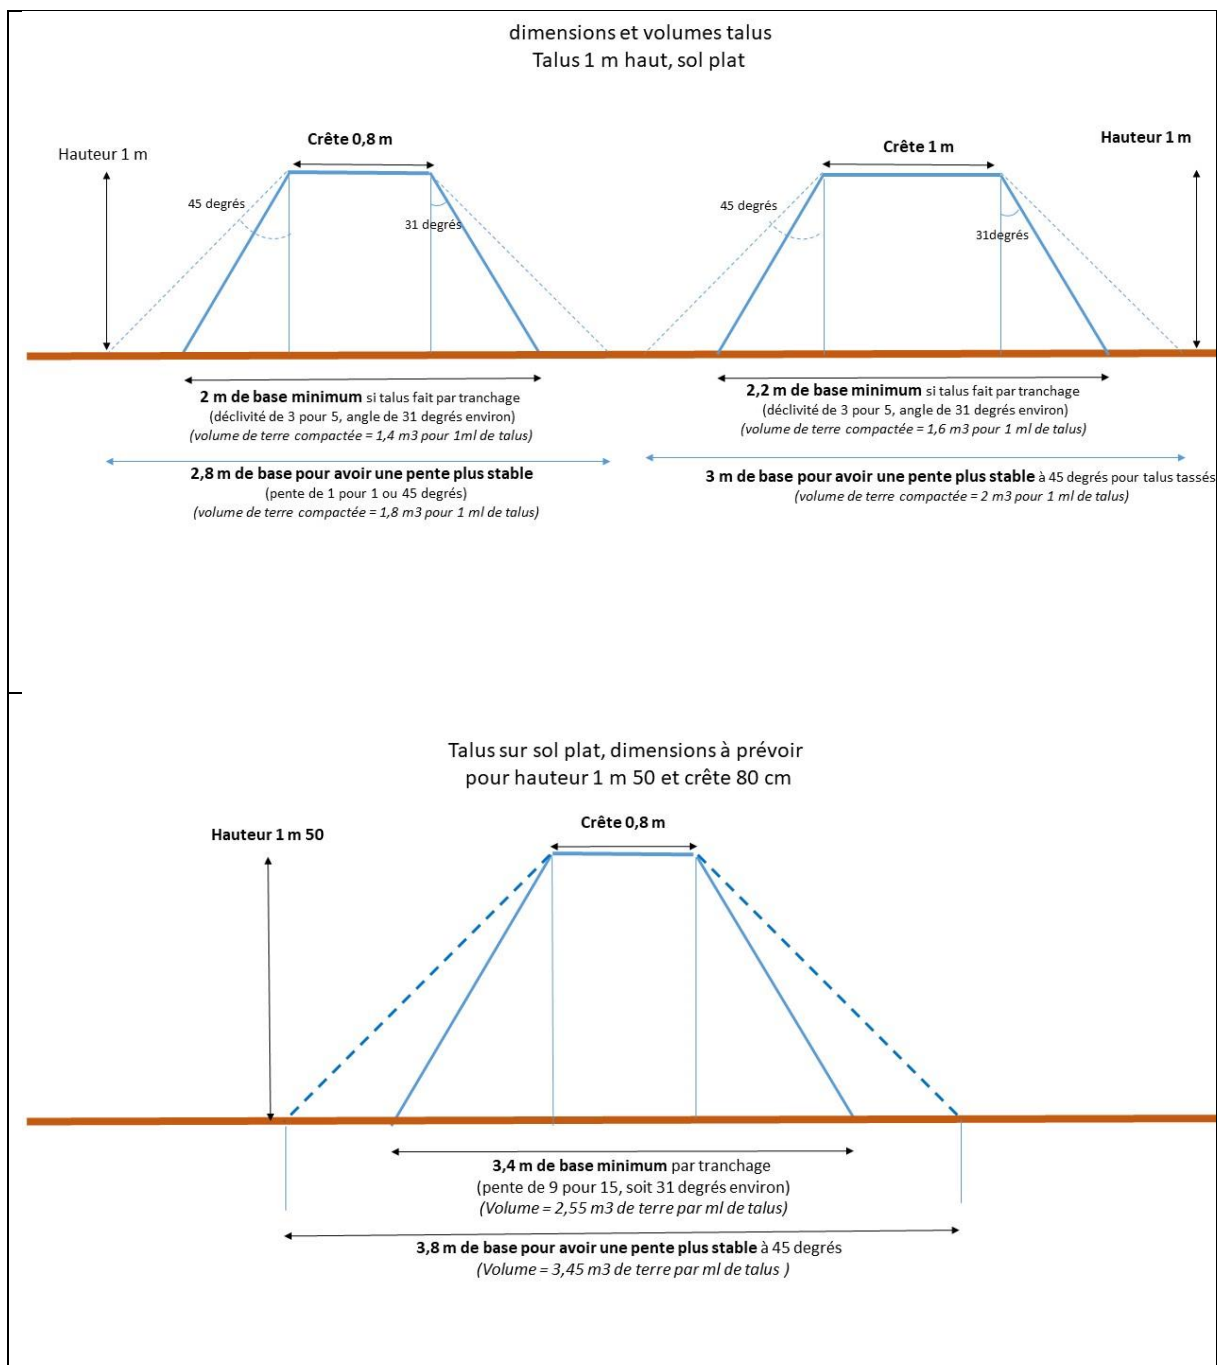 dimensions et volumes talus
Talus 1 m haut, sol plat
Hauteur 1 m
Crête 0,8 m
45 degrés
31 degrés
Crête 1 m
Hauteur 1 m
45 degrés
31degrés
2 m de base minimum si talus fait par tranchage
(déclivité de 3 pour 5, angle de 31 degrés environ)
(volume de terre compactée = 1,4 m3 pour 1ml de talus)
2,8 m de base pour avoir une pente plus stable
(pente de 1 pour 1 ou 45 degrés)
(volume de terre compactée = 1,8 m3 pour 1 ml de talus)
2,2 m de base minimum si talus fait par tranchage
(déclivité de 3 pour 5, angle de 31 degrés environ)
(volume de terre compactée = 1,6 m3 pour 1 ml de talus)
3 m de base pour avoir une pente plus stable à 45 degrés pour talus tassés
(volume de terre compactée = 2 m3 pour 1 ml de talus)
Talus sur sol plat, dimensions à prévoir
pour hauteur 1 m 50 et crête 80 cm
Hauteur 1 m 50
Crête 0,8 m
3,4 m de base minimum par tranchage
(pente de 9 pour 15, soit 31 degrés environ)
(Volume = 2,55 m3 de terre par ml de talus)
3,8 m de base pour avoir une pente plus stable à 45 degrés
(Volume = 3,45 m3 de terre par ml de talus )